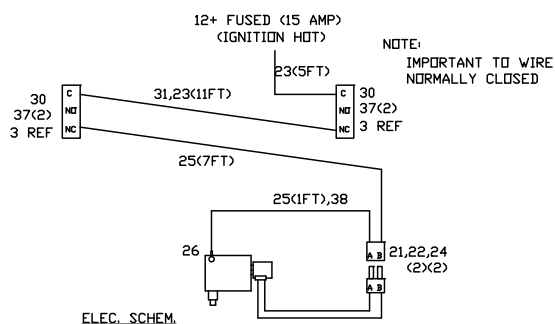 12+ FUSED (15 AMP)
(IGNITION HOT)
NOTE:
IMPORTANT TO WIRE
NORMALLY CLOSED
23(5FT)
30
37(2)
3 REF
C
NO
NC
31,23(11FT)
C
NO
NC
30
37(2)
3 REF
25(7FT)
25(1FT),38
26
A B
21,22,24
(2)(2)
A B
ELEC. SCHEM.